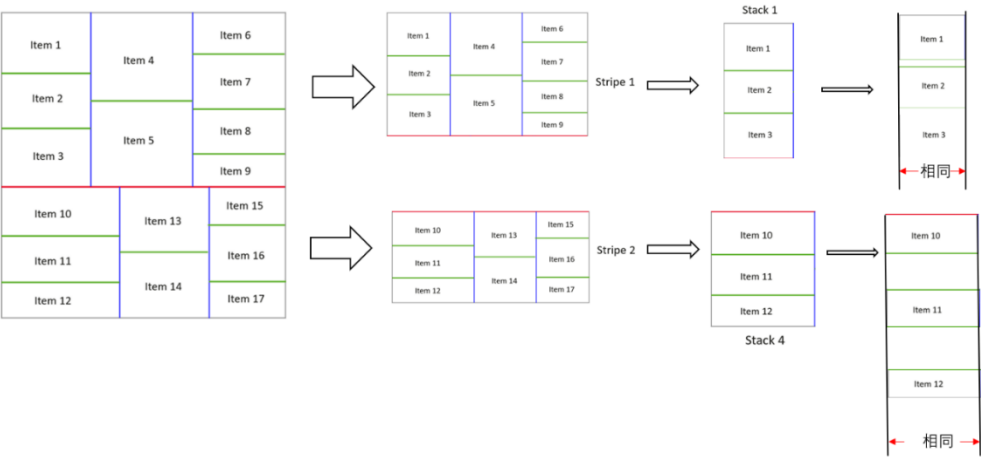 Item 1
Item 2
Item 3
Item 4
Item 5
Item 6
Item 7
Item 8
Item 9
Item 10
Item 11
Item 12
Item 13
Item 14
Item 15
Item 16
Item 17
Item 1
Item 2
Item 3
Item 4
Item 5
Item 6
Item 7
Item 8
Item 9
Stripe 1
Stack 1
Item 1
Item 2
Item 3
Item 1
Item 2
Item 3
相同
Item 10
Item 11
Item 12
Item 13
Item 14
Item 15
Item 16
Item 17
Stripe 2
Item 10
Item 11
Item 12
Stack 4
Item 10
Item 11
Item 12
相同